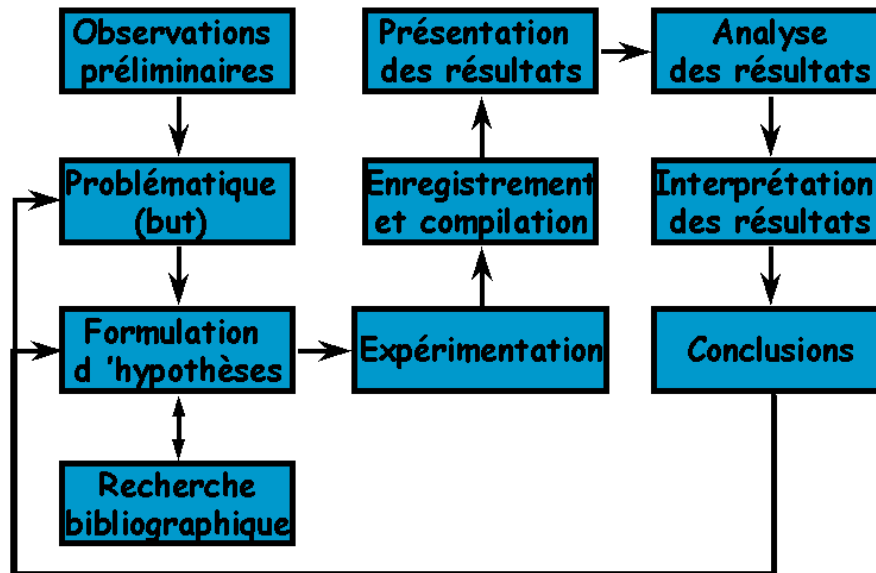 Observations
préliminaires
Problématique
(but)
Formulation
d 'hypothèses
Recherche
bibliographique
Expérimentation
Enregistrement
et compilation
Présentation
des résultats
Analyse
des résultats
Interprétation
des résultats
Conclusions